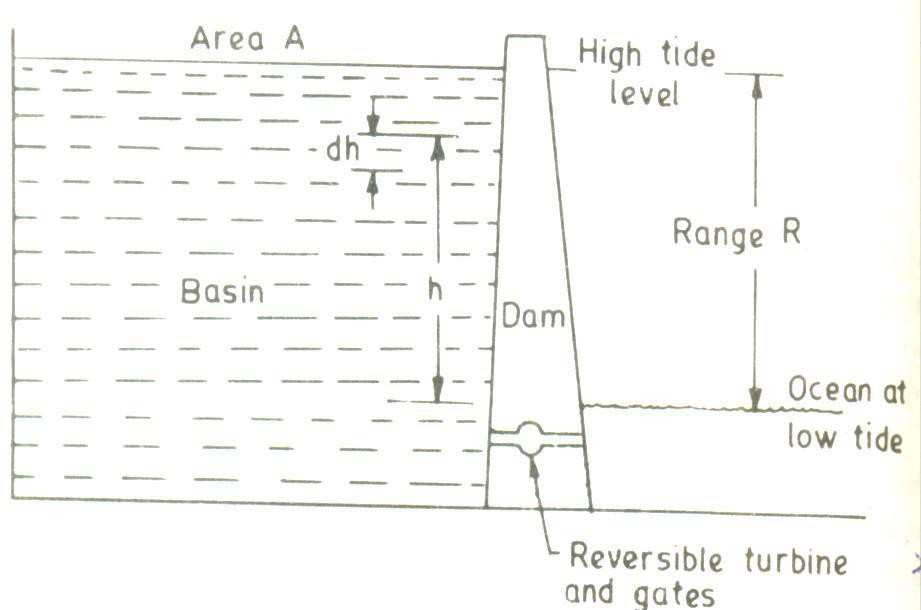 Area A
High tide
level
dh
Range R
Basin
h
Dam
Ocean at
low tide
Reversible turbine
and gates